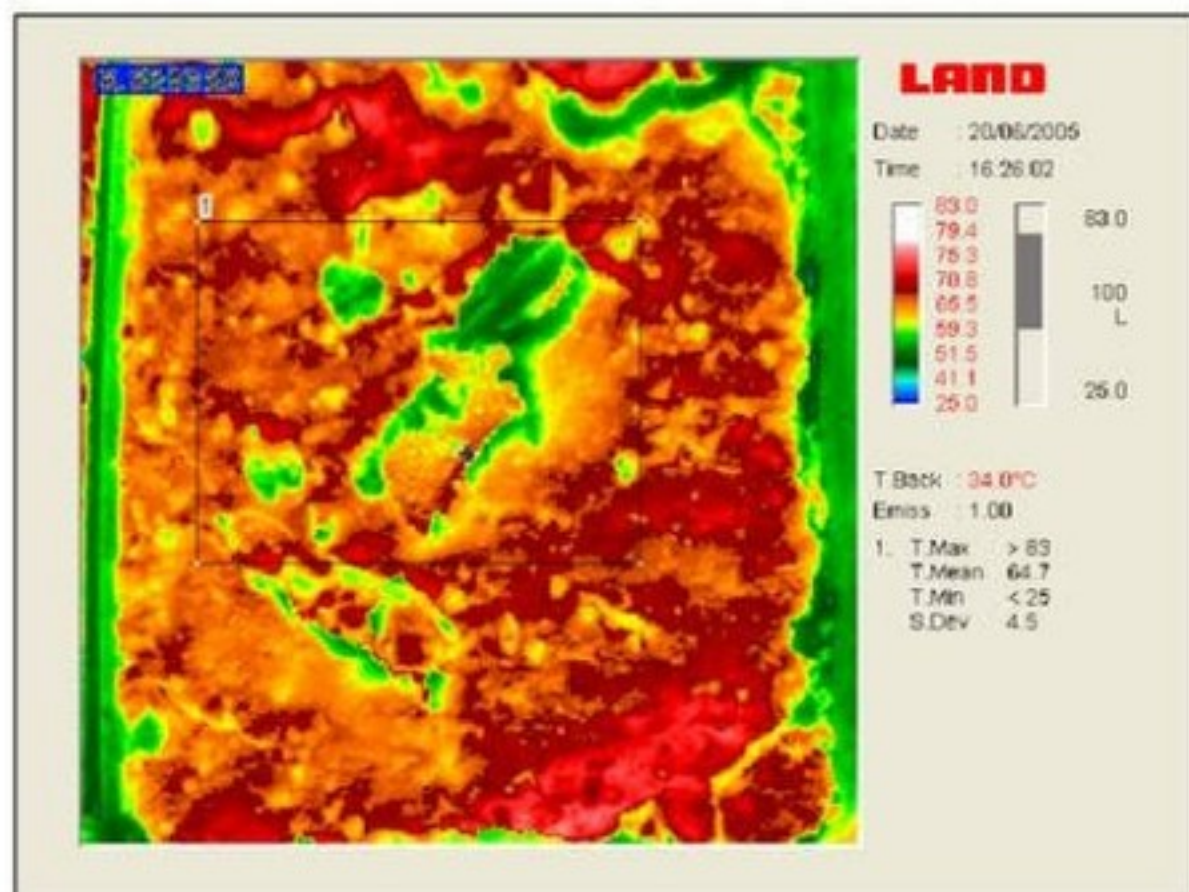 LAND
Date : 20/06/2005
Time : 16:26:02
83.0
79.4
75.3
70.8
65.5
59.3
51.5
41.1
25.0
83.0
100
L
25.0
1
T.Back : 34.0°C
Emiss : 1.00
1. T.Max > 83
T.Mean 64.7
T.Min < 25
S.Dev 4.5